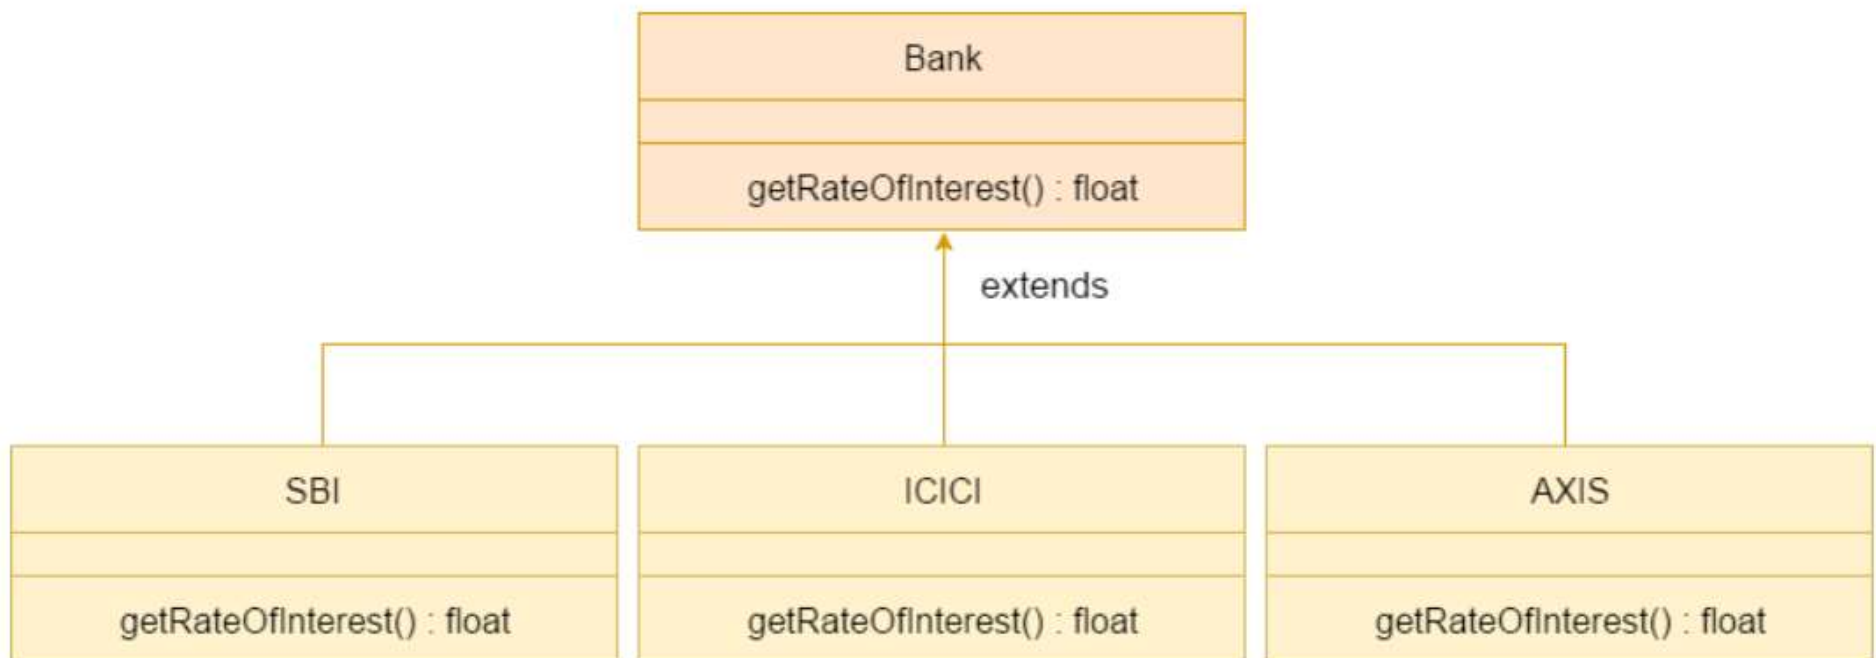 Bank
getRateOfInterest() : float
extends
SBI
ICICI
AXIS
getRateOfInterest() : float
getRateOfInterest() : float
getRateOfInterest() : float